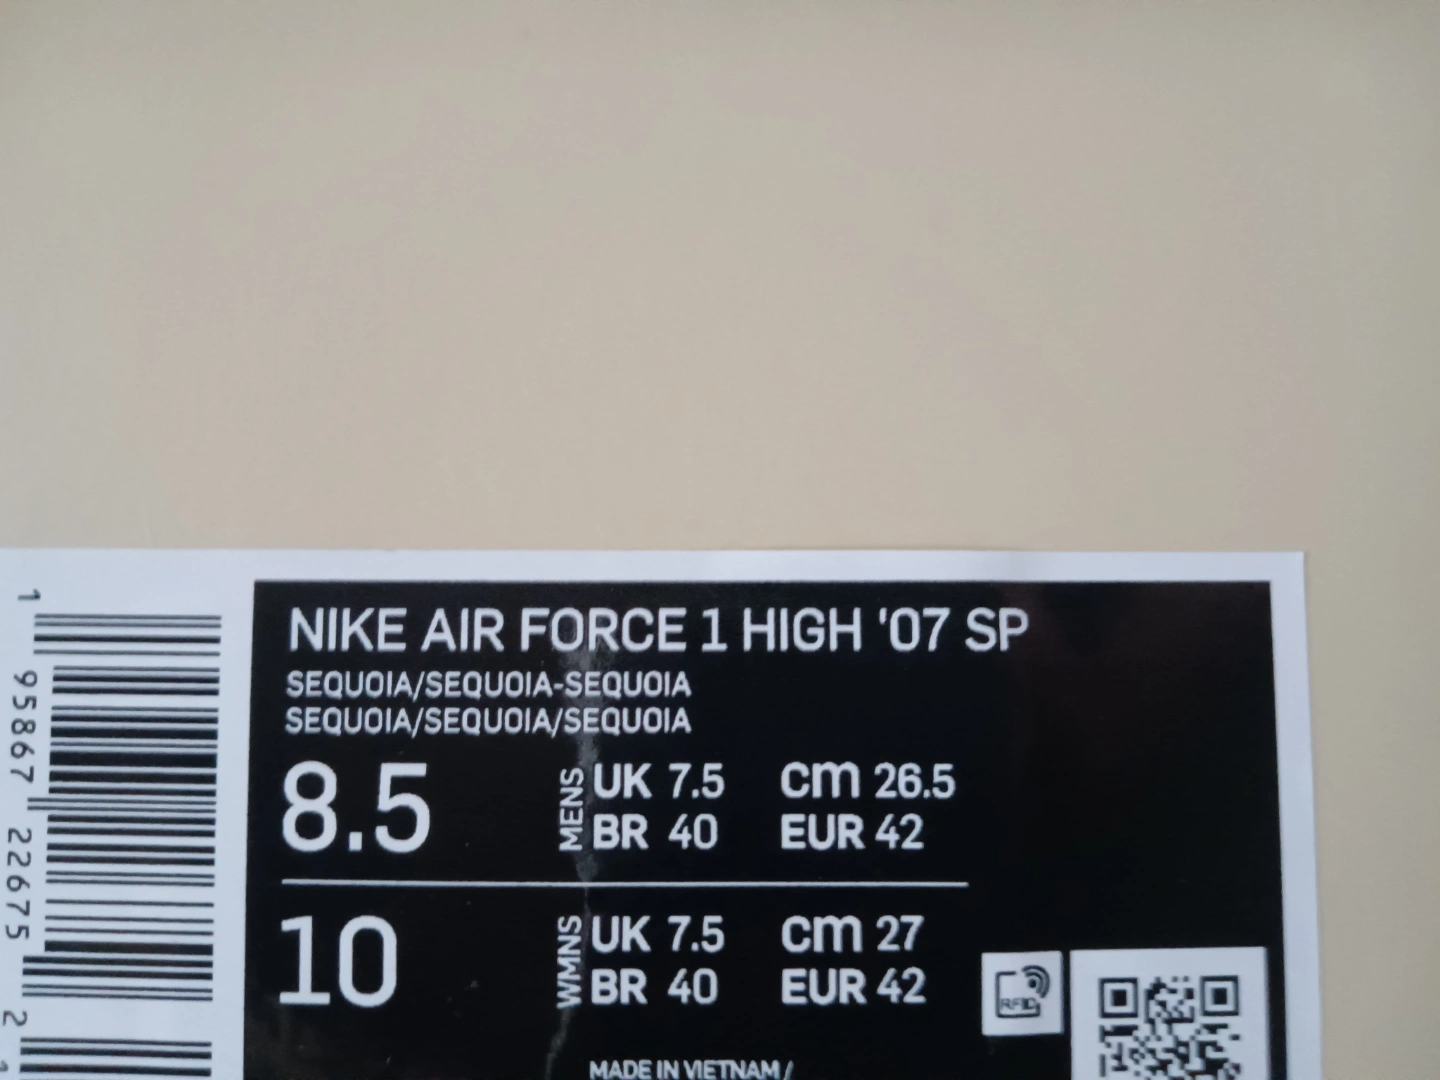 NIKE AIR FORCE 1 HIGH '07 SP
SEQUOIA/SEQUOIA-SEQUOIA
SEQUOIA/SEQUOIA/SEQUOIA
8.5 MENS UK 7.5 cm 26.5
BR 40 EUR 42
10 WMNS UK 7.5 cm 27
BR 40 EUR 42
RFID
MADE IN VIETNAM /
1 95867 22675 2